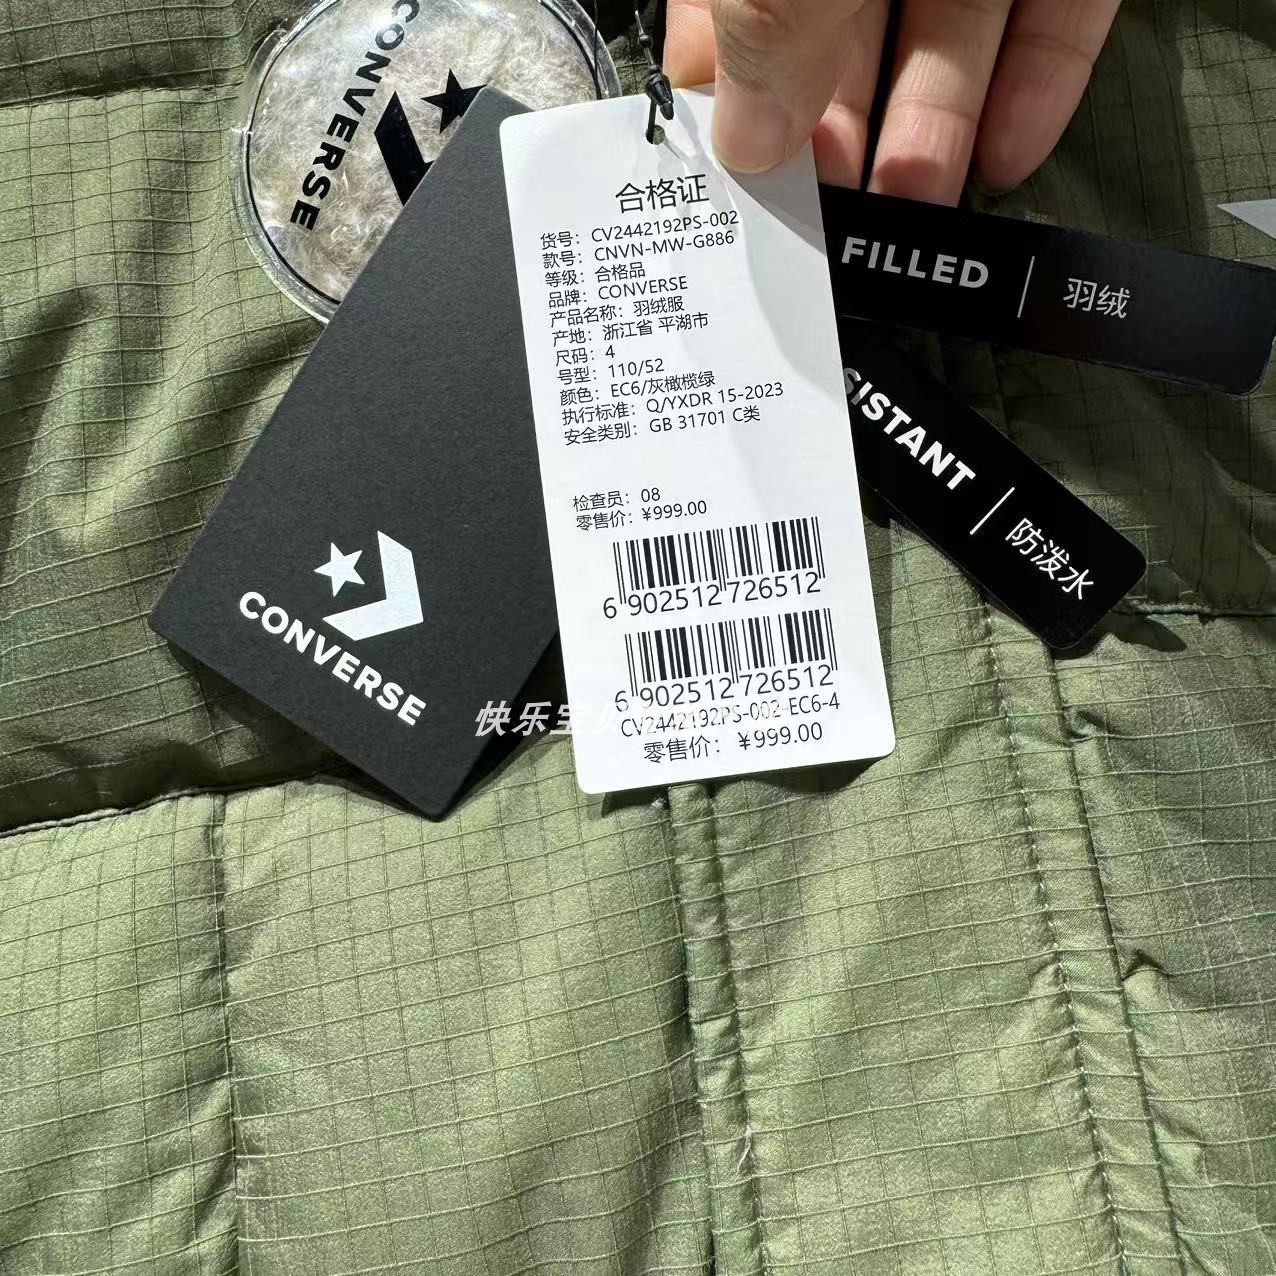 CONVERSE
合格证
货号：CV2442192PS-002
款号：CNVN-MW-G886
等级：合格品
品牌：CONVERSE
产品名称：羽绒服
产地：浙江省 平湖市
尺码：4
号型：110/52
颜色：EC6/灰橄榄绿
执行标准：Q/YXDR 15-2023
安全类别：GB 31701 C类
检查员：08
零售价：¥999.00
6 902512 726512
6 902512 726512
CV2442192PS-002-EC6-4
零售价：¥999.00
FILLED | 羽绒
SISTANT | 防泼水
CONVERSE
快乐宝贝